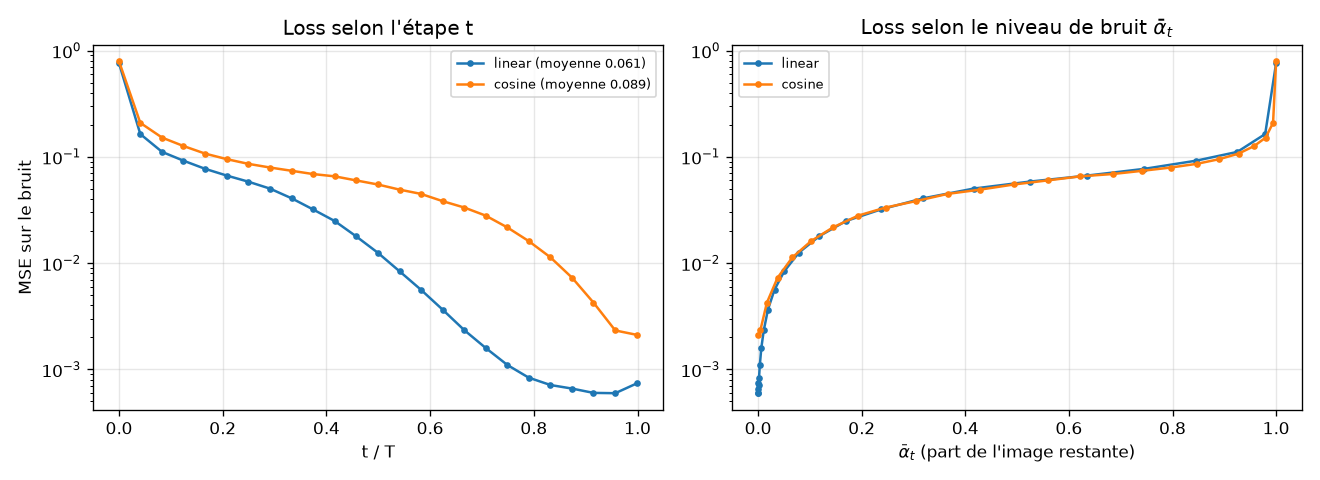 Loss selon l'étape t
10⁰
10⁻¹
10⁻²
10⁻³
MSE sur le bruit
linear (moyenne 0.061)
cosine (moyenne 0.089)
0.0 0.2 0.4 0.6 0.8 1.0
t / T
Loss selon le niveau de bruit ᾱₜ
10⁰
10⁻¹
10⁻²
10⁻³
linear
cosine
0.0 0.2 0.4 0.6 0.8 1.0
ᾱₜ (part de l'image restante)